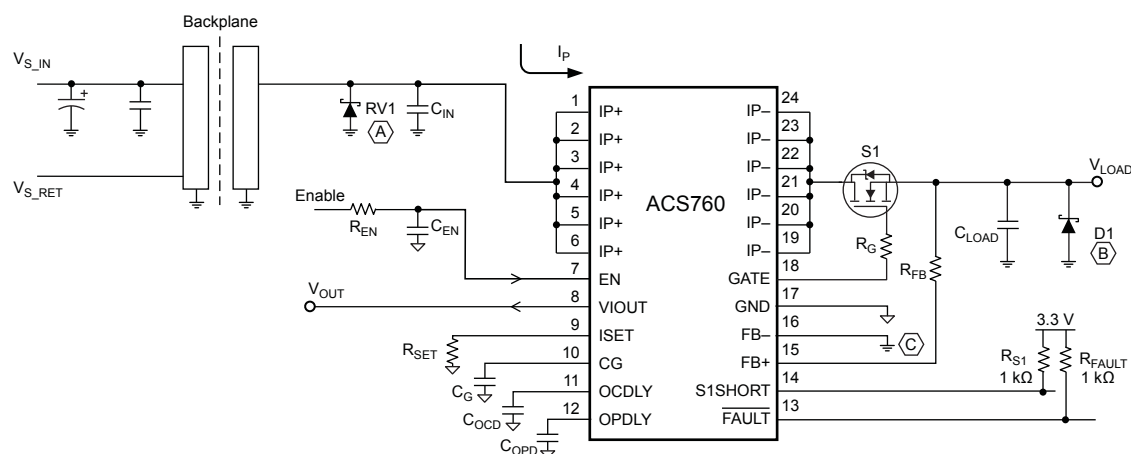 Backplane
V_S_IN
V_S_RET
+
RV1
A
C_IN
I_P
Enable
R_EN
C_EN
V_OUT
R_SET
C_G
C_OCD
C_OPD
1 IP+
2 IP+
3 IP+
4 IP+
5 IP+
6 IP+
7 EN
8 VIOUT
9 ISET
10 CG
11 OCDLY
12 OPDLY
ACS760
IP– 24
IP– 23
IP– 22
IP– 21
IP– 20
IP– 19
GATE 18
GND 17
FB– 16
FB+ 15
S1SHORT 14
FAULT 13
S1
R_G
R_FB
C
C_LOAD
V_LOAD
D1
B
3.3 V
R_S1
1 kΩ
R_FAULT
1 kΩ